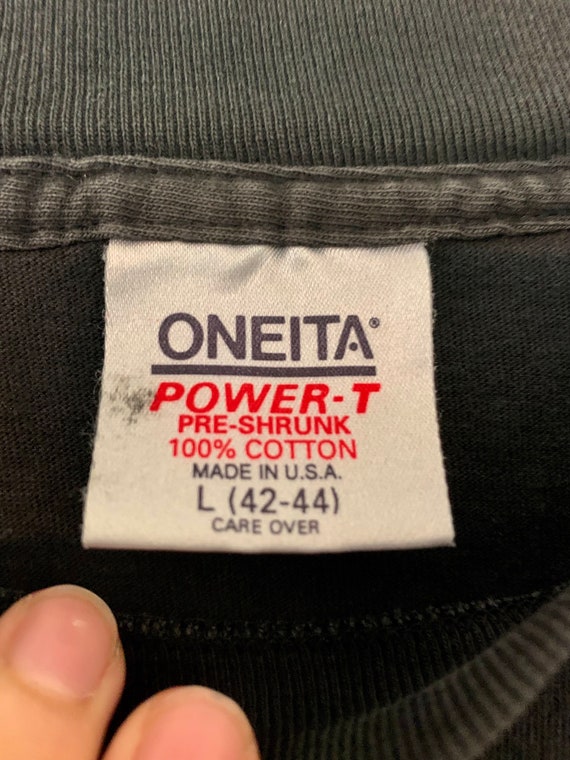 ONEITA®
POWER-T
PRE-SHRUNK
100% COTTON
MADE IN U.S.A.
L (42-44)
CARE OVER